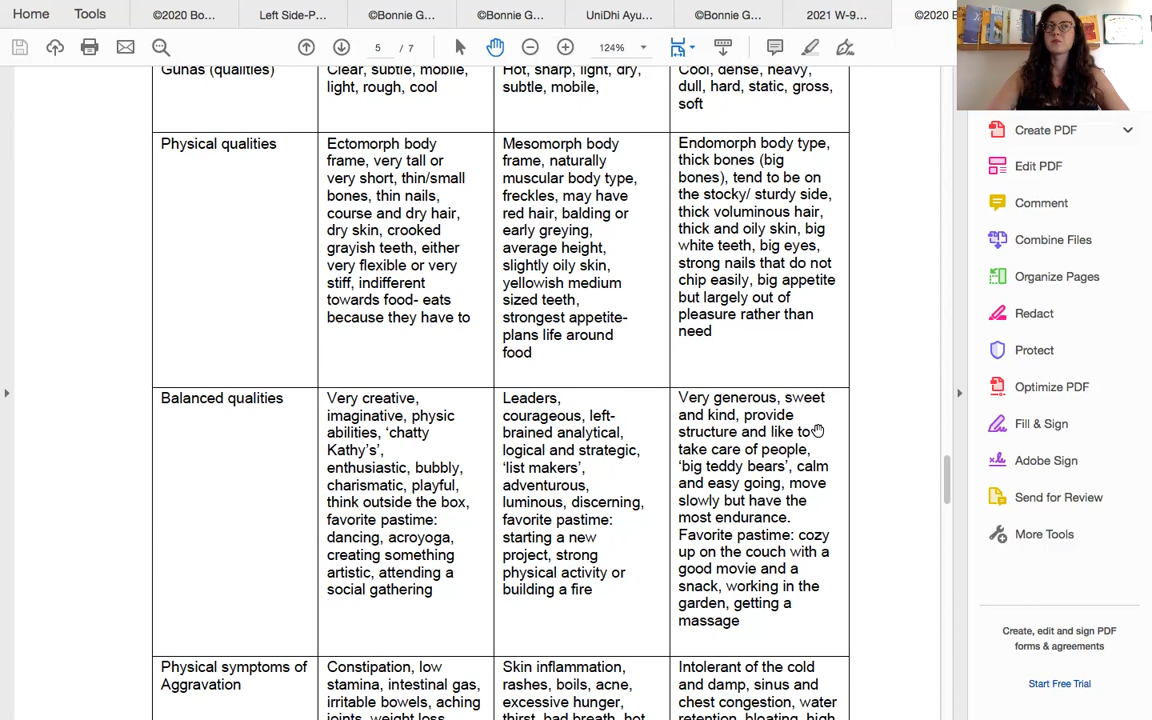 Home
Tools
©2020 Bo...
Left Side-P...
©Bonnie G...
©Bonnie G...
UniDhi Ayu...
©Bonnie G...
2021 W-9...
©2020 B
5 / 7
124%
Gunas (qualities)
Clear, subtle, mobile,
light, rough, cool
Hot, sharp, light, dry,
subtle, mobile,
Cool, dense, heavy,
dull, hard, static, gross,
soft
Physical qualities
Ectomorph body
frame, very tall or
very short, thin/small
bones, thin nails,
course and dry hair,
dry skin, crooked
grayish teeth, either
very flexible or very
stiff, indifferent
towards food- eats
because they have to
Mesomorph body
frame, naturally
muscular body type,
freckles, may have
red hair, balding or
early greying,
average height,
slightly oily skin,
yellowish medium
sized teeth,
strongest appetite-
plans life around
food
Endomorph body type,
thick bones (big
bones), tend to be on
the stocky/ sturdy side,
thick voluminous hair,
thick and oily skin, big
white teeth, big eyes,
strong nails that do not
chip easily, big appetite
but largely out of
pleasure rather than
need
Balanced qualities
Very creative,
imaginative, physic
abilities, ‘chatty
Kathy’s’,
enthusiastic, bubbly,
charismatic, playful,
think outside the box,
favorite pastime:
dancing, acroyoga,
creating something
artistic, attending a
social gathering
Leaders,
courageous, left-
brained analytical,
logical and strategic,
‘list makers’,
adventurous,
luminous, discerning,
favorite pastime:
starting a new
project, strong
physical activity or
building a fire
Very generous, sweet
and kind, provide
structure and like to
take care of people,
‘big teddy bears’, calm
and easy going, move
slowly but have the
most endurance.
Favorite pastime: cozy
up on the couch with a
good movie and a
snack, working in the
garden, getting a
massage
Physical symptoms of
Aggravation
Constipation, low
stamina, intestinal gas,
irritable bowels, aching
joints, weight loss
Skin inflammation,
rashes, boils, acne,
excessive hunger,
thirst, bad breath, hot
Intolerant of the cold
and damp, sinus and
chest congestion, water
retention, bloating, high
Create PDF
Edit PDF
Comment
Combine Files
Organize Pages
Redact
Protect
Optimize PDF
Fill & Sign
Adobe Sign
Send for Review
More Tools
Create, edit and sign PDF
forms & agreements
Start Free Trial